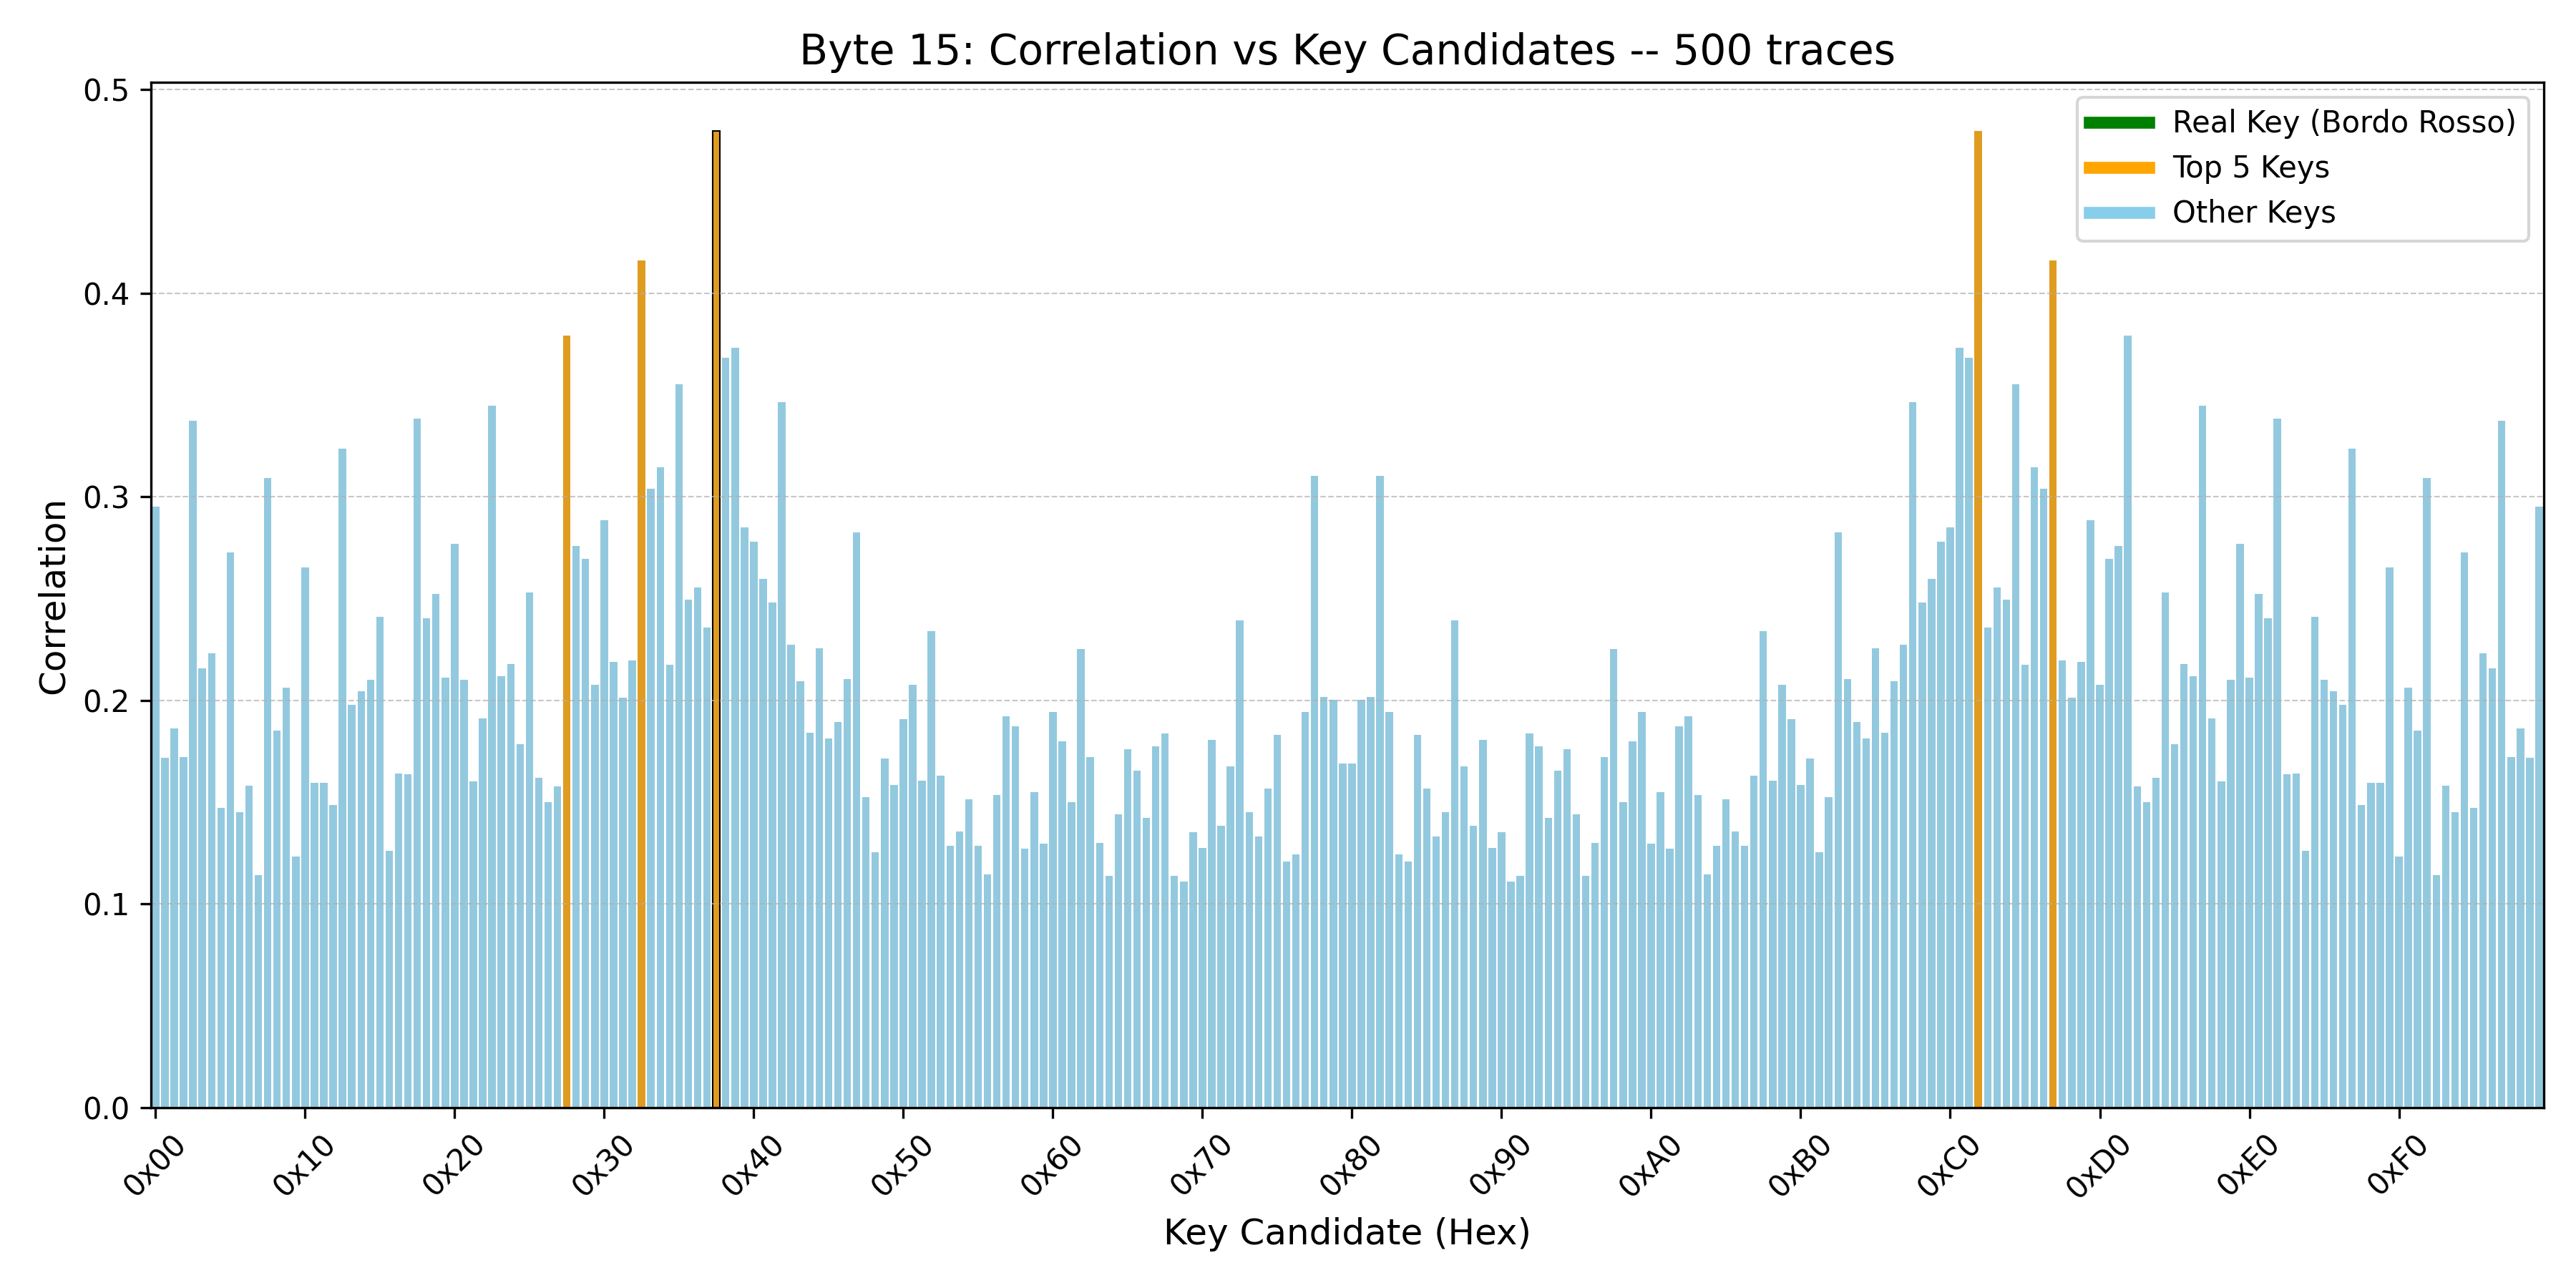 Byte 15: Correlation vs Key Candidates -- 500 traces
Real Key (Bordo Rosso)
Top 5 Keys
Other Keys
Correlation
0.5
0.4
0.3
0.2
0.1
0.0
0x00 0x10 0x20 0x30 0x40 0x50 0x60 0x70 0x80 0x90 0xA0 0xB0 0xC0 0xD0 0xE0 0xF0
Key Candidate (Hex)